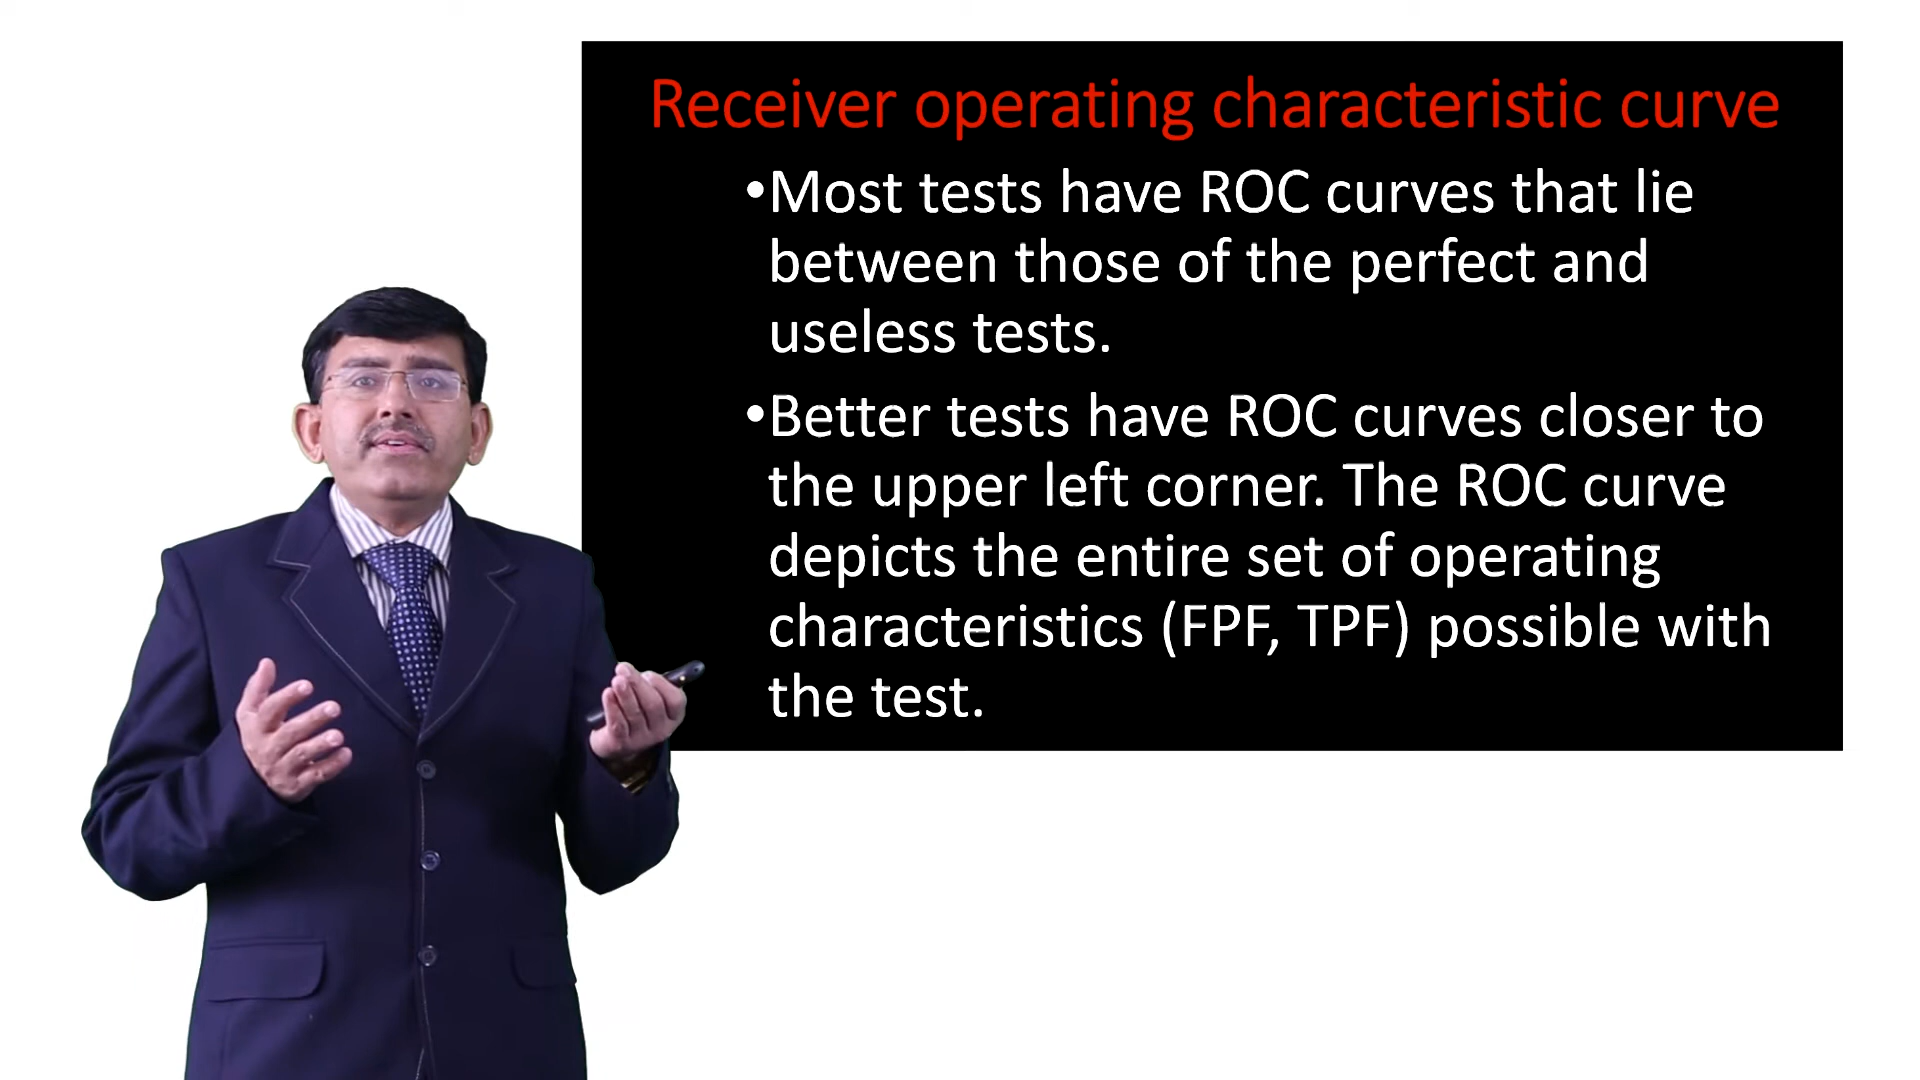 Receiver operating characteristic curve
•Most tests have ROC curves that lie
between those of the perfect and
useless tests.
•Better tests have ROC curves closer to
the upper left corner. The ROC curve
depicts the entire set of operating
characteristics (FPF, TPF) possible with
the test.